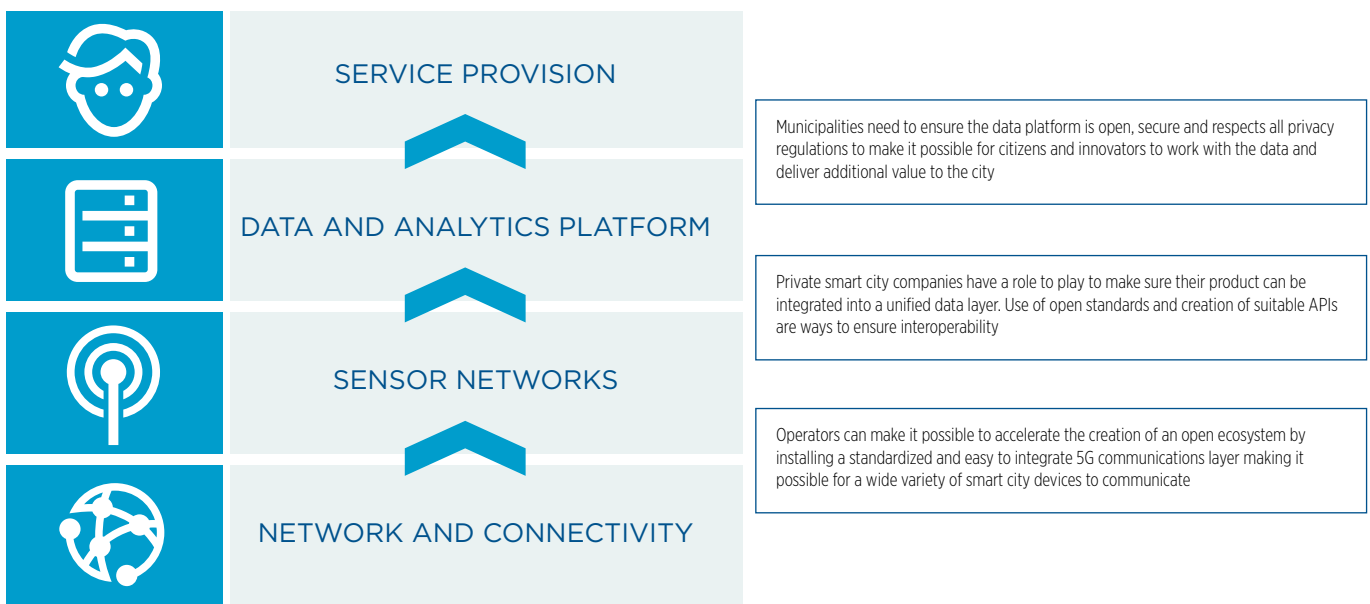 SERVICE PROVISION
Municipalities need to ensure the data platform is open, secure and respects all privacy
regulations to make it possible for citizens and innovators to work with the data and
deliver additional value to the city
DATA AND ANALYTICS PLATFORM
Private smart city companies have a role to play to make sure their product can be
integrated into a unified data layer. Use of open standards and creation of suitable APIs
are ways to ensure interoperability
SENSOR NETWORKS
Operators can make it possible to accelerate the creation of an open ecosystem by
installing a standardized and easy to integrate 5G communications layer making it
possible for a wide variety of smart city devices to communicate
NETWORK AND CONNECTIVITY